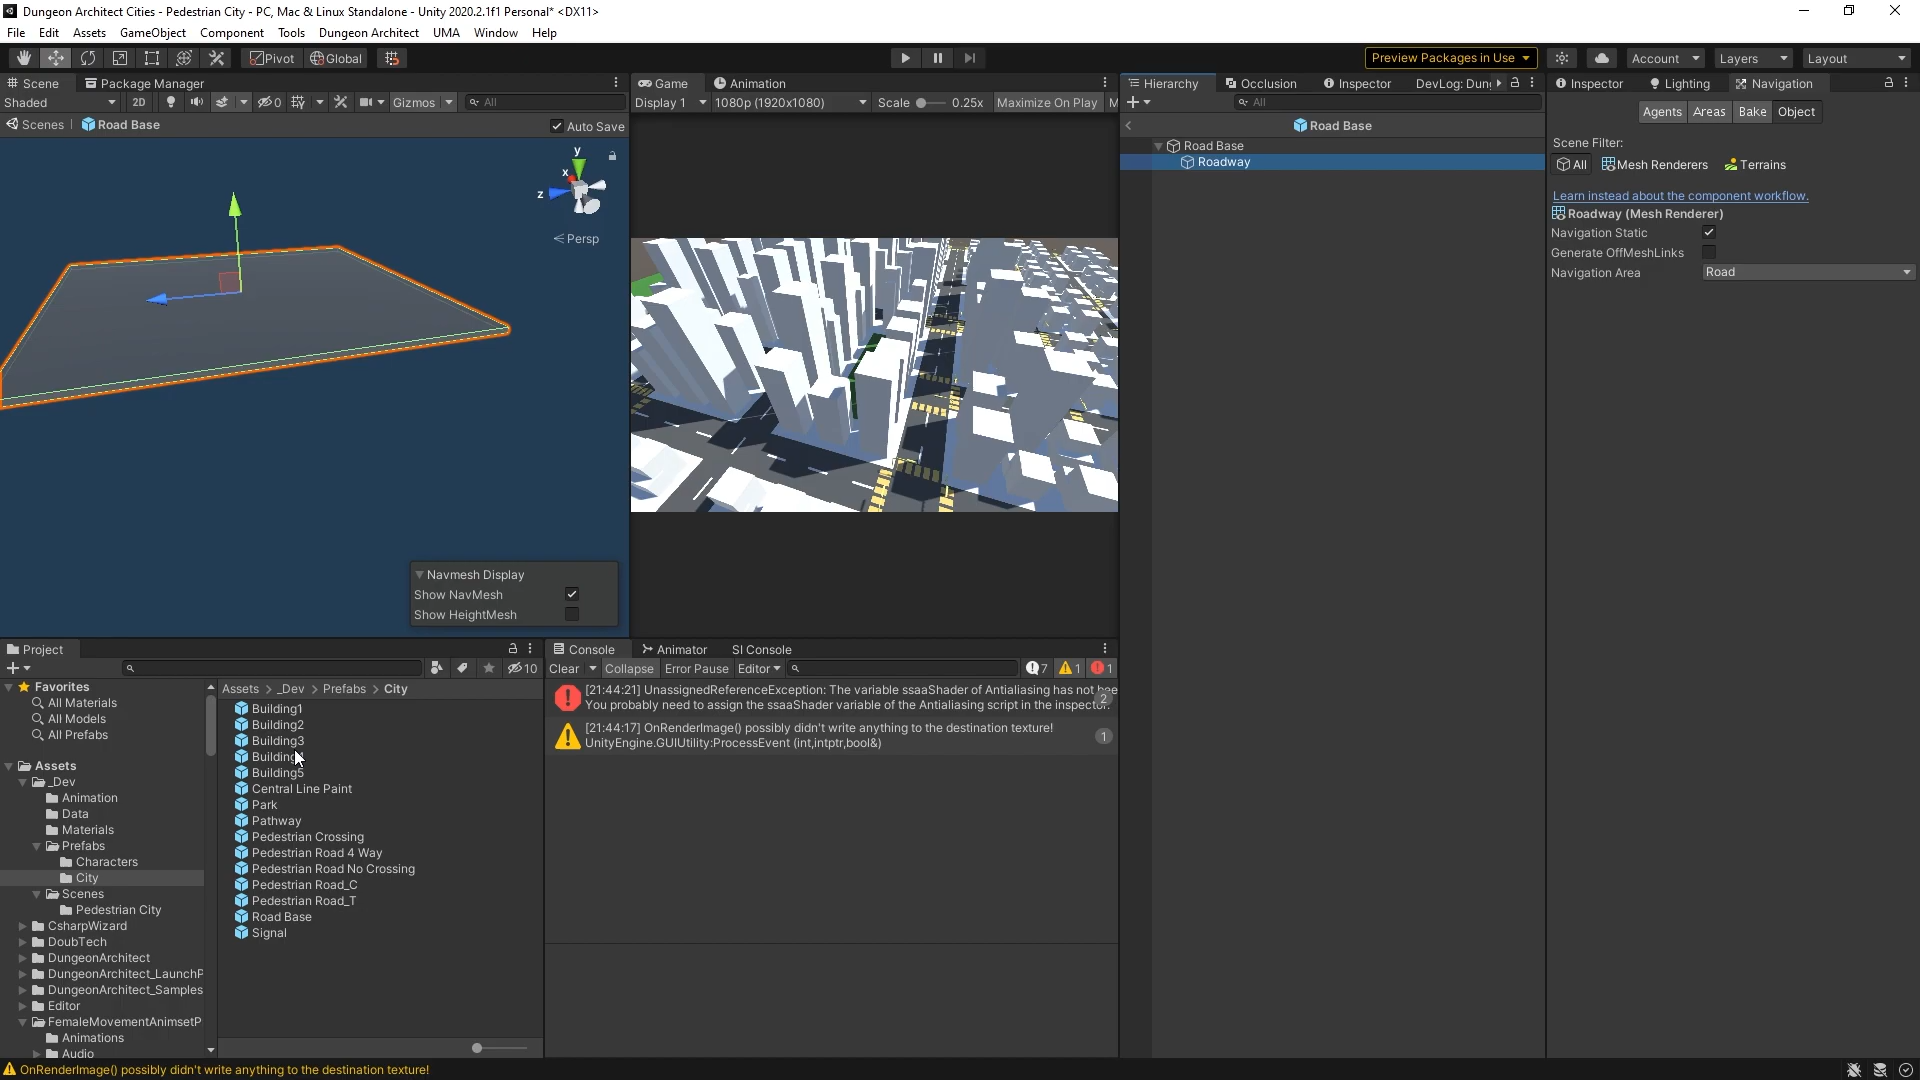 Dungeon Architect Cities - Pedestrian City - PC, Mac & Linux Standalone - Unity 2020.2.1f1 Personal* <DX11>
File Edit Assets GameObject Component Tools Dungeon Architect UMA Window Help
Pivot Global Preview Packages in Use Account Layers Layout
Scene Package Manager
Shaded 2D Gizmos All
Scenes Road Base Auto Save
y
x
z
Persp
Navmesh Display
Show NavMesh
Show HeightMesh
Game Animation
Display 1 1080p (1920x1080) Scale 0.25x Maximize On Play M
Hierarchy Occlusion Inspector DevLog: Dun
All
Road Base
Road Base
Roadway
Inspector Lighting Navigation
Agents Areas Bake Object
Scene Filter:
All Mesh Renderers Terrains
Learn instead about the component workflow.
Roadway (Mesh Renderer)
Navigation Static
Generate OffMeshLinks
Navigation Area Road
Project
10
Favorites
All Materials
All Models
All Prefabs
Assets
_Dev
Animation
Data
Materials
Prefabs
Characters
City
Scenes
Pedestrian City
CsharpWizard
DoubTech
DungeonArchitect
DungeonArchitect_LaunchP
DungeonArchitect_Samples
Editor
FemaleMovementAnimsetP
Animations
Audio
Assets > _Dev > Prefabs > City
Building1
Building2
Building3
Building
Building5
Central Line Paint
Park
Pathway
Pedestrian Crossing
Pedestrian Road 4 Way
Pedestrian Road No Crossing
Pedestrian Road_C
Pedestrian Road_T
Road Base
Signal
Console Animator SI Console
Clear Collapse Error Pause Editor 7 1 1
[21:44:21] UnassignedReferenceException: The variable ssaaShader of Antialiasing has not
You probably need to assign the ssaaShader variable of the Antialiasing script in the inspector.
2
[21:44:17] OnRenderImage() possibly didn't write anything to the destination texture!
UnityEngine.GUIUtility:ProcessEvent (int,intptr,bool&)
1
OnRenderImage() possibly didn't write anything to the destination texture!